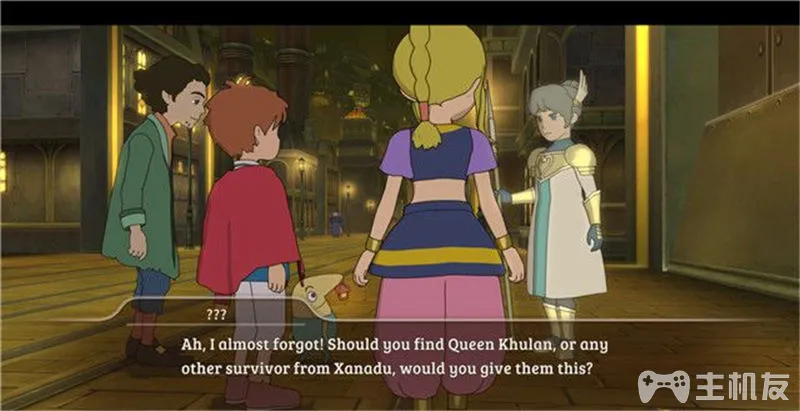 ???
Ah, I almost forgot! Should you find Queen Khulan, or any
other survivor from Xanadu, would you give them this?
主机友